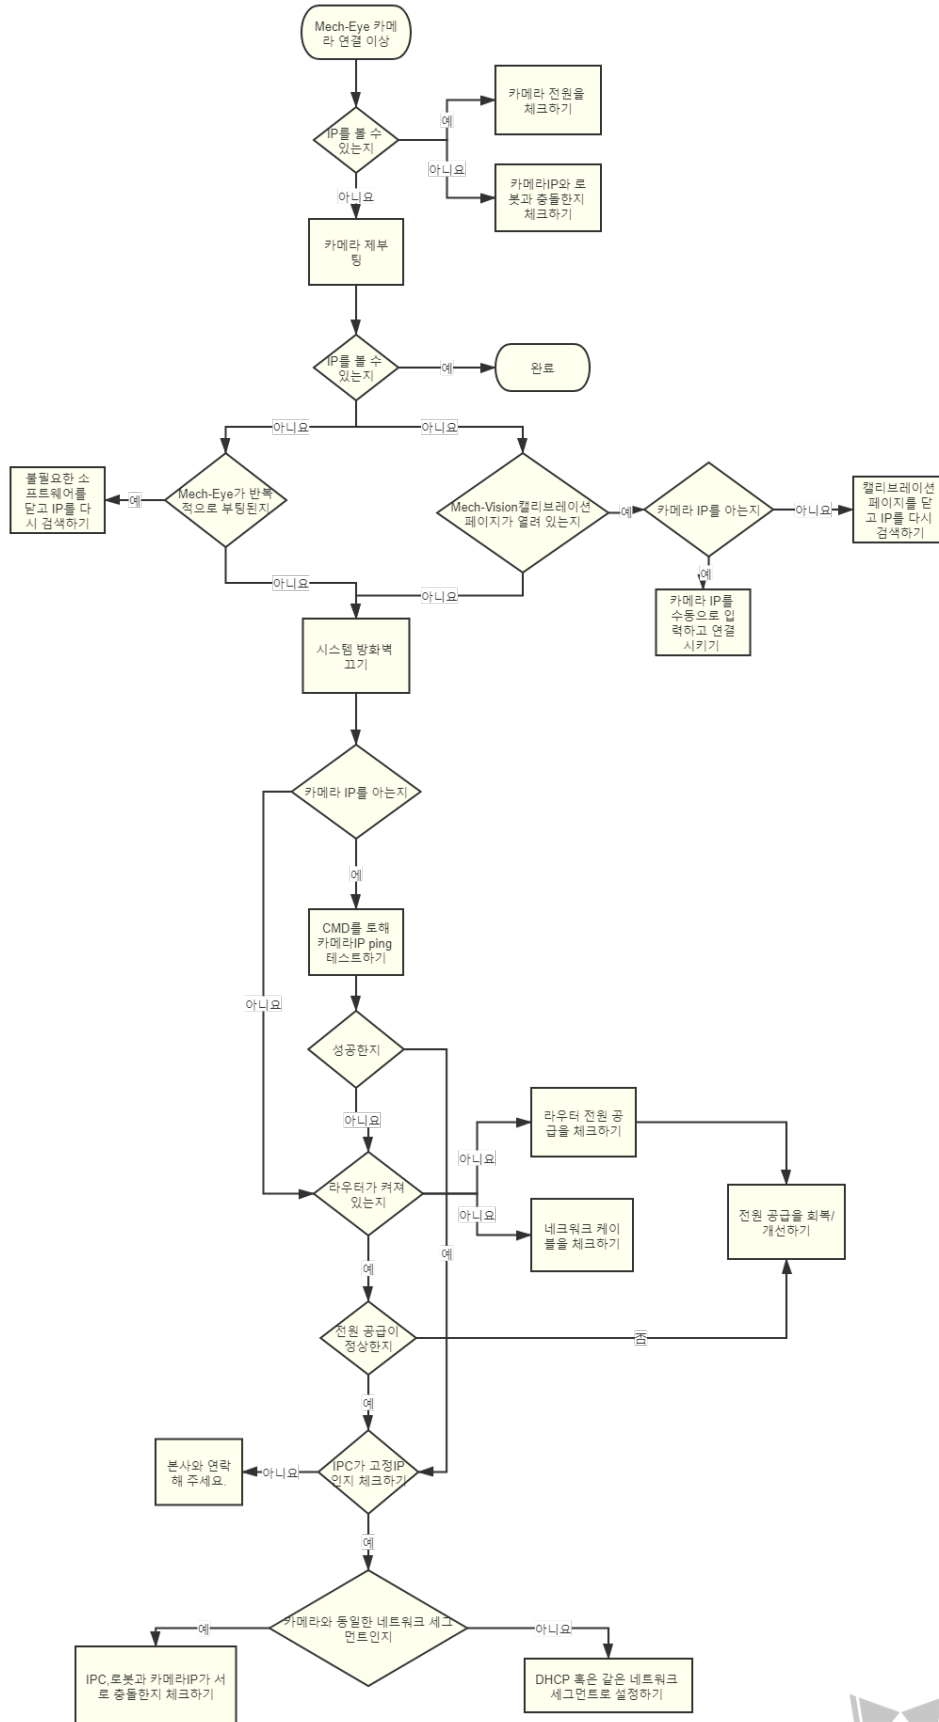 Mech-Eye 카메
라 연결 이상
카메라 전원을
체크하기
예
IP를 볼 수
있는지
아니요
카메라IP와 로
봇과 충돌한지
체크하기
아니요
카메라 제부
팅
IP를 볼 수
있는지
예
완료
아니요
아니요
불필요한 소
프트웨어를
닫고 IP를 다
시 검색하기
예
Mech-Eye가 반복
적으로 부팅된지
Mech-Vision캘리브레이션
페이지가 열려 있는지
예
카메라 IP를 아는지
아니요
캘리브레이션
페이지를 닫
고 IP를 다시
검색하기
예
카메라 IP를
수동으로 입
력하고 연결
시키기
아니요
아니요
시스템 방화벽
끄기
카메라 IP를 아는지
에
CMD를 토해
카메라IP ping
테스트하기
아니요
성공한지
아니요
라우터 전원 공
급을 체크하기
아니요
라우터가 켜져
있는지
아니요
네크워크 케이
블을 체크하기
전원 공급을 회복/
개선하기
예
예
전원 공급이
정상한지
否
예
본사와 연락
해 주세요.
아니요
IPC가 고정IP
인지 체크하기
예
카메라와 동일한 네트워크 세그
먼트인지
예
아니요
IPC,로봇과 카메라IP가 서
로 충돌한지 체크하기
DHCP 혹은 같은 네트워크
세그먼트로 설정하기